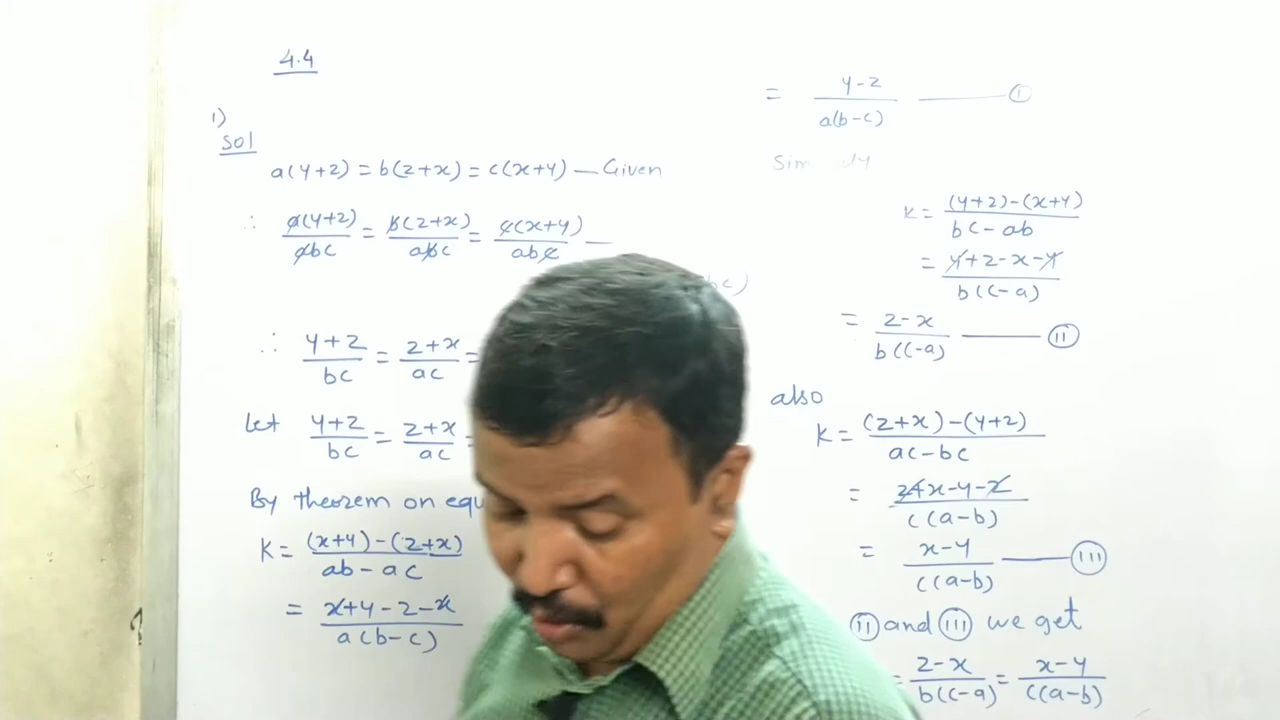 4.4
1)
Sol
a(y+z) = b(z+x) = c(x+y) — Given
∴ a(y+z)/abc = b(z+x)/abc = c(x+y)/abc —
bc)
∴ y+z/bc = z+x/ac =
Let y+z/bc = z+x/ac =
By theorem on equ
K = (x+y)-(z+x)/ab-ac
= x+y-z-x/a(b-c)
= y-z/a(b-c) — I
K = (y+z)-(x+y)/bc-ab
= y+z-x-y/b(c-a)
= z-x/b(c-a) — II
also
K = (z+x)-(y+z)/ac-bc
= z+x-y-z/c(a-b)
= x-y/c(a-b) — III
II and III we get
= z-x/b(c-a) = x-y/c(a-b)